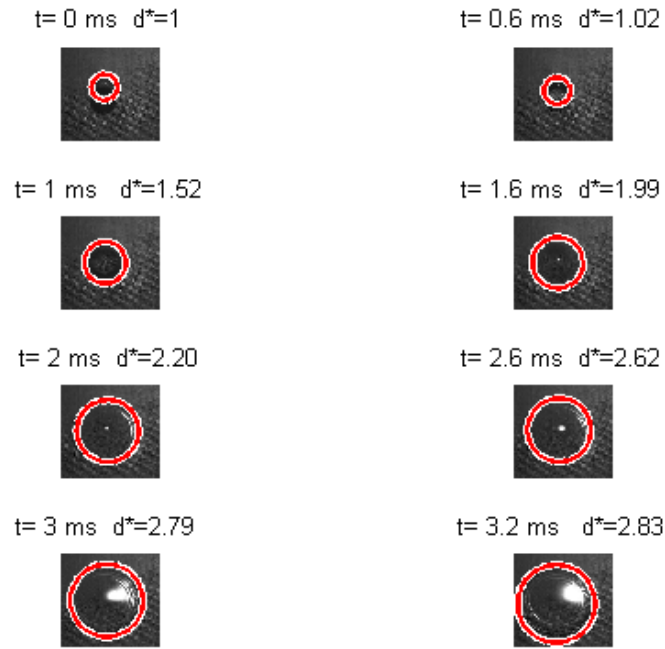 t= 0 ms d*=1
t= 0.6 ms d*=1.02
t= 1 ms d*=1.52
t= 1.6 ms d*=1.99
t= 2 ms d*=2.20
t= 2.6 ms d*=2.62
t= 3 ms d*=2.79
t= 3.2 ms d*=2.83